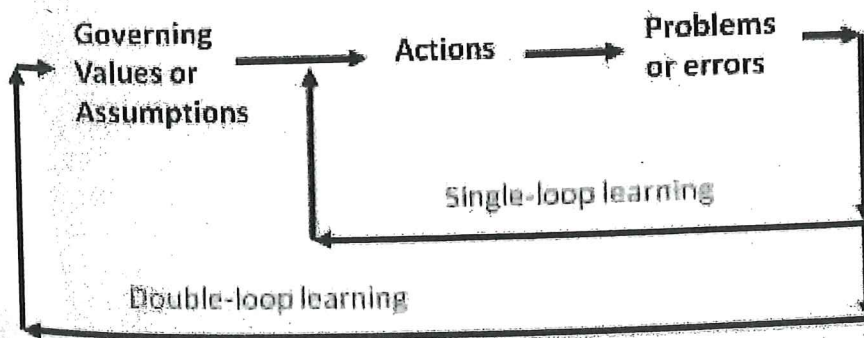 Governing
Values or
Assumptions
Actions
Problems
or errors
Single-loop learning
Double-loop learning